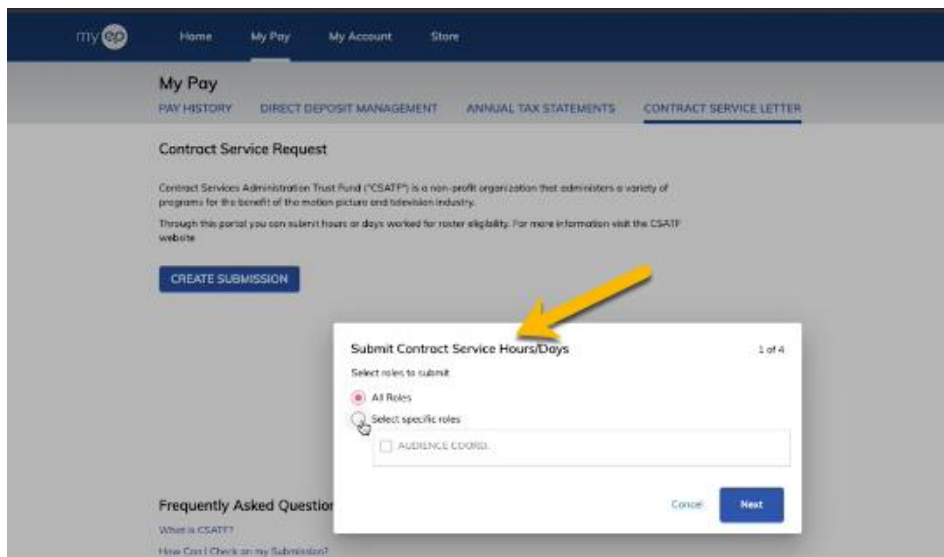 my ep
Home My Pay My Account Store
My Pay
PAY HISTORY DIRECT DEPOSIT MANAGEMENT ANNUAL TAX STATEMENTS CONTRACT SERVICE LETTER
Contract Service Request
Contract Services Administration Trust Fund ("CSATF") is a non-profit organization that administers a variety of
programs for the benefit of the motion picture and television industry.
Through this portal you can submit hours or days worked for roster eligibility. For more information visit the CSATF
website
CREATE SUBMISSION
Submit Contract Service Hours/Days 1 of 4
Select roles to submit
All Roles
Select specific roles
AUDIENCE COORD.
Cancel Next
Frequently Asked Question
What is CSATF?
How Can I Check on my Submission?